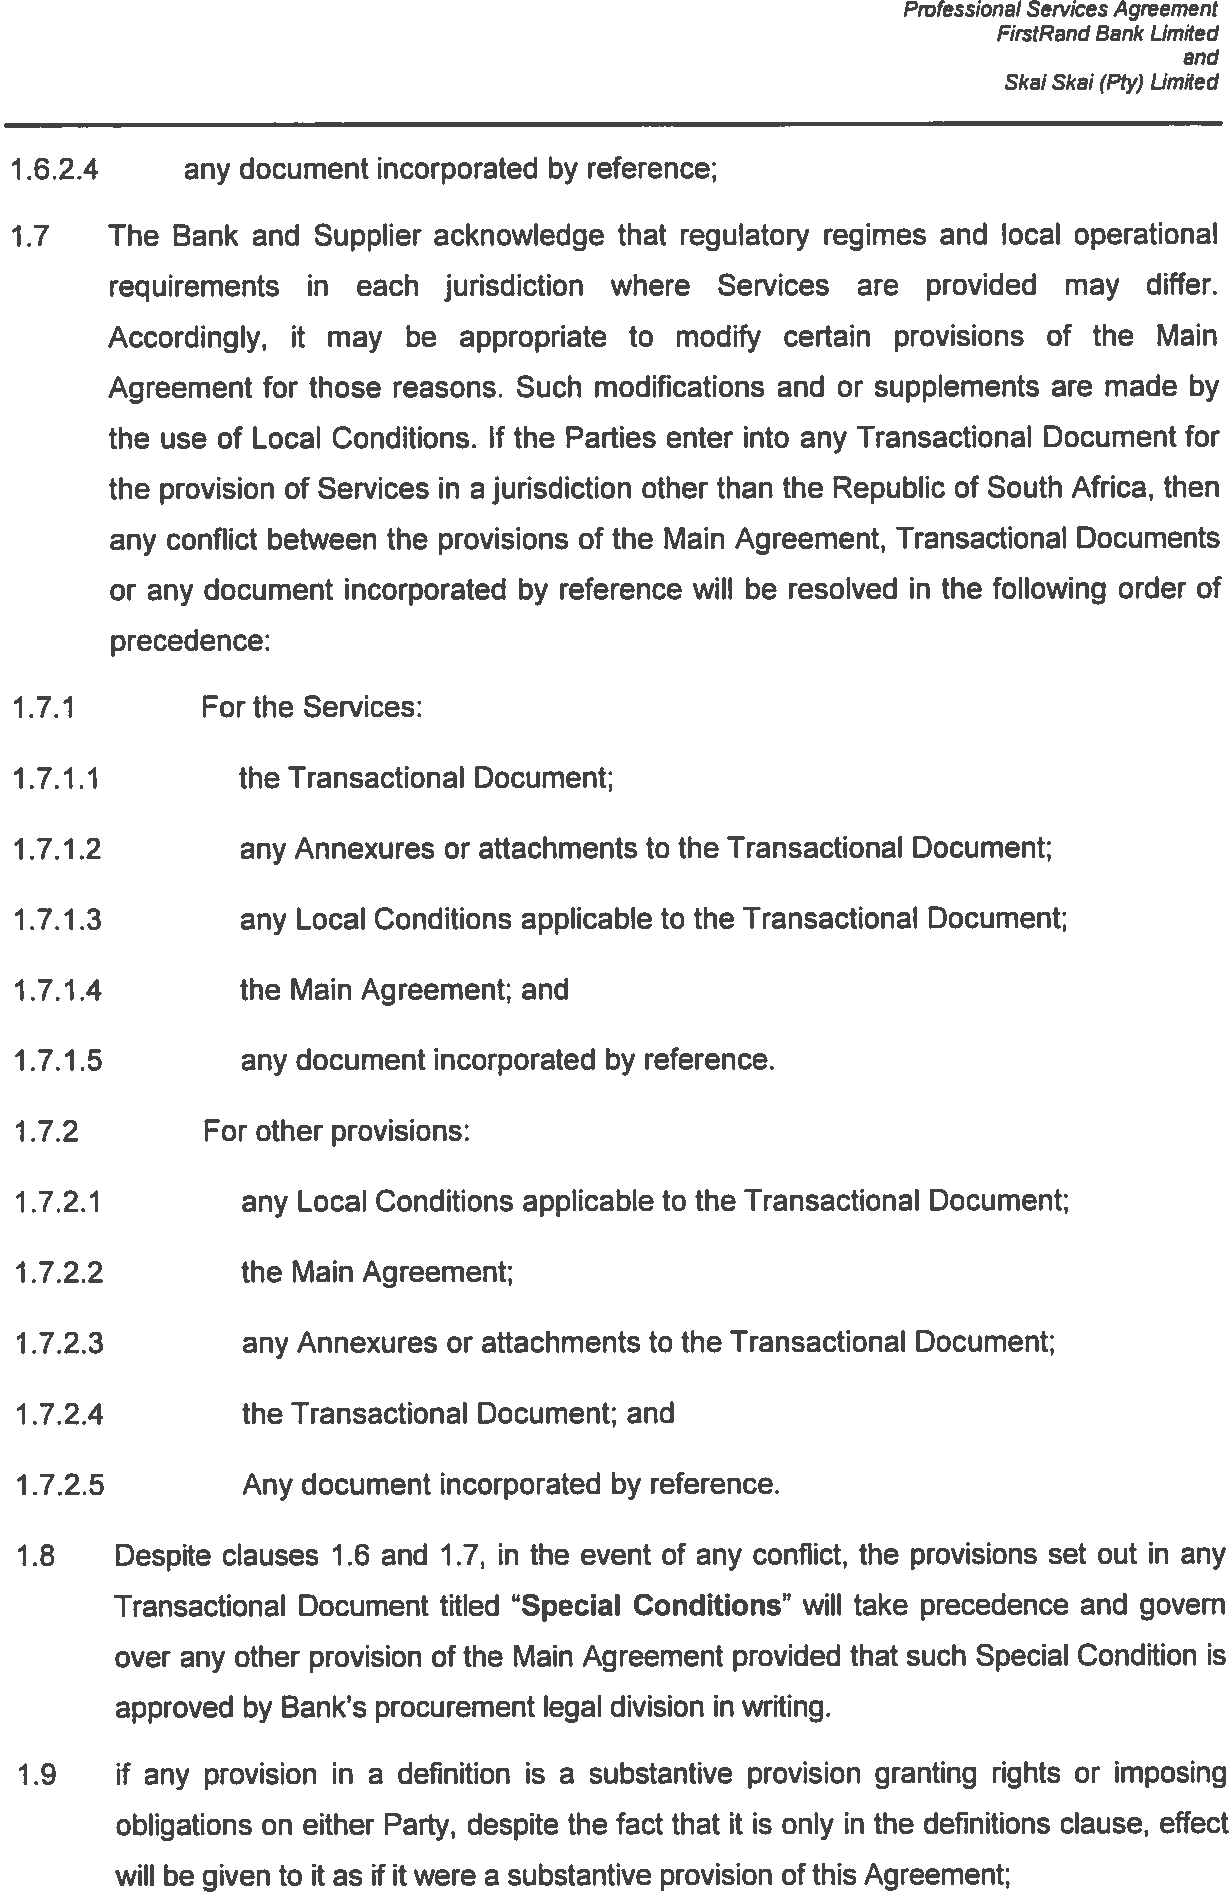 Professional Services Agreement
FirstRand Bank Limited
and
Skai Skai (Pty) Limited
1.6.2.4 any document incorporated by reference;
1.7 The Bank and Supplier acknowledge that regulatory regimes and local operational
requirements in each jurisdiction where Services are provided may differ.
Accordingly, it may be appropriate to modify certain provisions of the Main
Agreement for those reasons. Such modifications and or supplements are made by
the use of Local Conditions. If the Parties enter into any Transactional Document for
the provision of Services in a jurisdiction other than the Republic of South Africa, then
any conflict between the provisions of the Main Agreement, Transactional Documents
or any document incorporated by reference will be resolved in the following order of
precedence:
1.7.1 For the Services:
1.7.1.1 the Transactional Document;
1.7.1.2 any Annexures or attachments to the Transactional Document;
1.7.1.3 any Local Conditions applicable to the Transactional Document;
1.7.1.4 the Main Agreement; and
1.7.1.5 any document incorporated by reference.
1.7.2 For other provisions:
1.7.2.1 any Local Conditions applicable to the Transactional Document;
1.7.2.2 the Main Agreement;
1.7.2.3 any Annexures or attachments to the Transactional Document;
1.7.2.4 the Transactional Document; and
1.7.2.5 Any document incorporated by reference.
1.8 Despite clauses 1.6 and 1.7, in the event of any conflict, the provisions set out in any
Transactional Document titled “Special Conditions” will take precedence and govern
over any other provision of the Main Agreement provided that such Special Condition is
approved by Bank's procurement legal division in writing.
1.9 if any provision in a definition is a substantive provision granting rights or imposing
obligations on either Party, despite the fact that it is only in the definitions clause, effect
will be given to it as if it were a substantive provision of this Agreement;